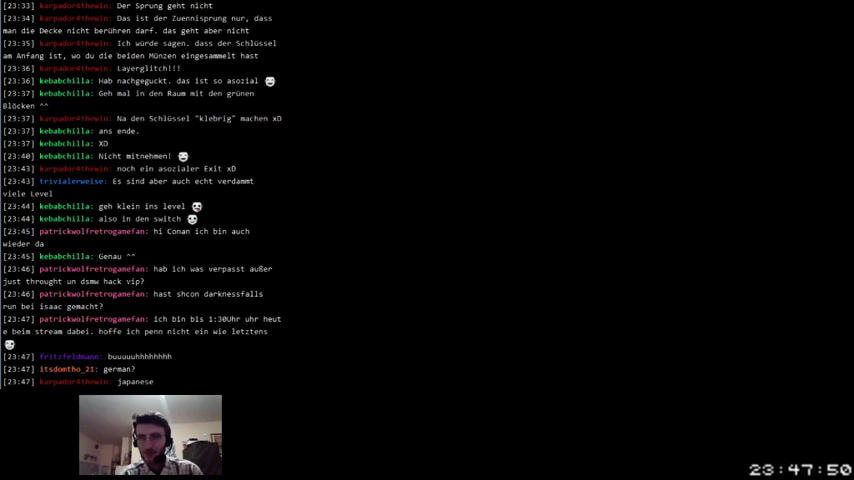 [23:33] karpador4thewin: Der Sprung geht nicht
[23:34] karpador4thewin: Das ist der Zuennisprung nur, dass
man die Decke nicht berühren darf. das geht aber nicht
[23:35] karpador4thewin: Ich würde sagen. dass der Schlüssel
am Anfang ist, wo du die beiden Münzen eingesammelt hast
[23:36] karpador4thewin: Layerglitch!!!
[23:36] kebabchilla: Hab nachgeguckt. das ist so asozial
[23:37] kebabchilla: Geh mal in den Raum mit den grünen
Blöcken ^^
[23:37] karpador4thewin: Na den Schlüssel "klebrig" machen xD
[23:37] kebabchilla: ans ende.
[23:37] kebabchilla: XD
[23:40] kebabchilla: Nicht mitnehmen!
[23:43] karpador4thewin: noch ein asozialer Exit xD
[23:43] trivialerweise: Es sind aber auch echt verdammt
viele Level
[23:44] kebabchilla: geh klein ins level
[23:44] kebabchilla: also in den switch
[23:45] patrickwolfretrogamefan: hi Conan ich bin auch
wieder da
[23:45] kebabchilla: Genau ^^
[23:46] patrickwolfretrogamefan: hab ich was verpasst außer
just throught un dsmw hack vip?
[23:46] patrickwolfretrogamefan: hast shcon darknessfalls
run bei isaac gemacht?
[23:47] patrickwolfretrogamefan: ich bin bis 1:30Uhr uhr heut
e beim stream dabei. hoffe ich penn nicht ein wie letztens
[23:47] fritzfeldmann: buuuuuhhhhhhhh
[23:47] itsdomtho_21: german?
[23:47] karpador4thewin: japanese
23:47:50